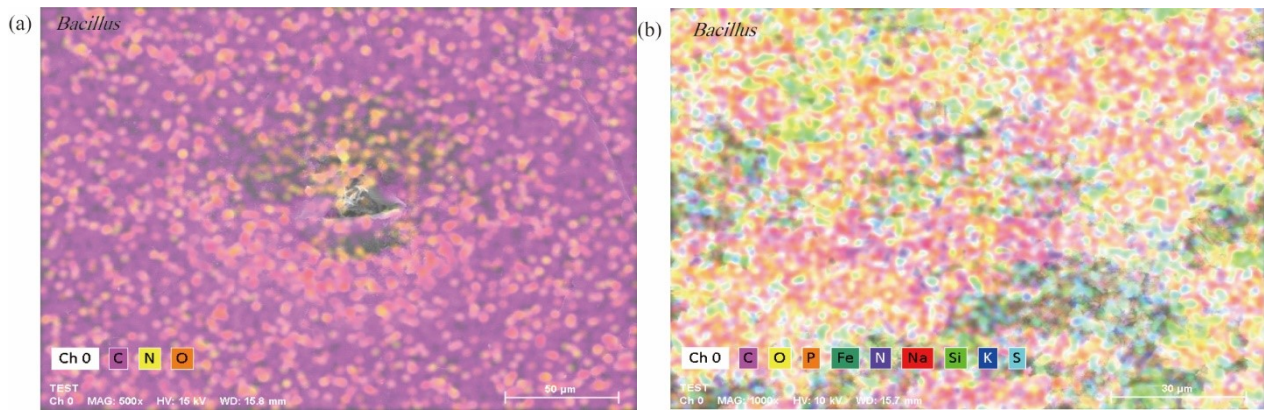 (a) Bacillus
Ch 0 C N O
TEST
Ch 0 MAG: 500x HV: 15 kV WD: 15.8 mm 50 μm
(b) Bacillus
Ch 0 C O P Fe N Na Si K S
TEST
Ch 0 MAG: 1000x HV: 10 kV WD: 15.7 mm 30 μm